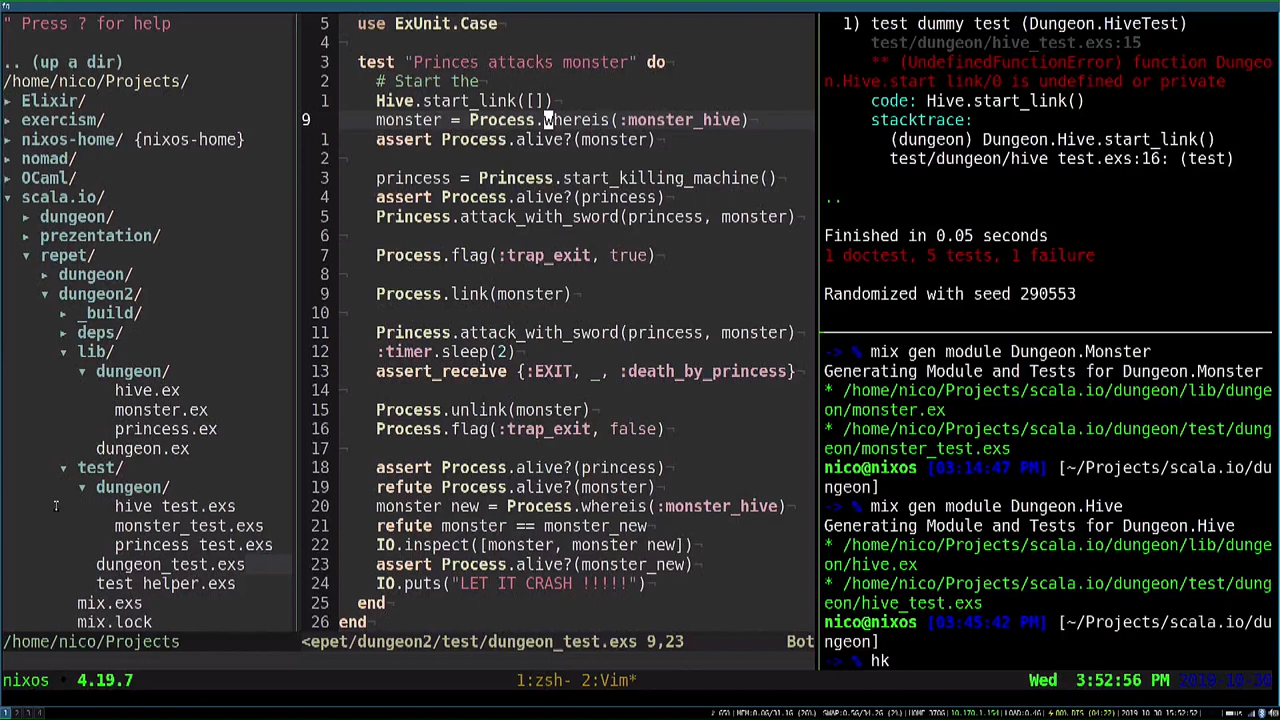 " Press ? for help
.. (up a dir)
/home/nico/Projects/
▸ Elixir/
▸ exercism/
▸ nixos-home/ {nixos-home}
▸ nomad/
▸ OCaml/
▾ scala.io/
▸ dungeon/
▸ prezentation/
▾ repet/
▸ dungeon/
▾ dungeon2/
▸ _build/
▸ deps/
▾ lib/
▾ dungeon/
hive.ex
monster.ex
princess.ex
dungeon.ex
▾ test/
▾ dungeon/
hive test.exs
monster_test.exs
princess test.exs
dungeon_test.exs
test helper.exs
mix.exs
mix.lock
/home/nico/Projects
5 use ExUnit.Case
4
3 test "Princes attacks monster" do
2 # Start the¬
1 Hive.start_link([])¬
9 monster = Process.whereis(:monster_hive)¬
1 assert Process.alive?(monster)¬
2 ¬
3 princess = Princess.start_killing_machine()¬
4 assert Process.alive?(princess)¬
5 Princess.attack_with_sword(princess, monster)¬
6 ¬
7 Process.flag(:trap_exit, true)¬
8 ¬
9 Process.link(monster)¬
10 ¬
11 Princess.attack_with_sword(princess, monster)¬
12 :timer.sleep(2)¬
13 assert_receive {:EXIT, _, :death_by_princess}¬
14 ¬
15 Process.unlink(monster)¬
16 Process.flag(:trap_exit, false)¬
17 ¬
18 assert Process.alive?(princess)¬
19 refute Process.alive?(monster)¬
20 monster new = Process.whereis(:monster_hive)¬
21 refute monster == monster_new¬
22 IO.inspect([monster, monster new])¬
23 assert Process.alive?(monster_new)¬
24 IO.puts("LET IT CRASH !!!!!")¬
25 end¬
26 end¬
<epet/dungeon2/test/dungeon_test.exs 9,23 Bot
1) test dummy test (Dungeon.HiveTest)
test/dungeon/hive_test.exs:15
** (UndefinedFunctionError) function Dungeo
n.Hive.start link/0 is undefined or private
code: Hive.start_link()
stacktrace:
(dungeon) Dungeon.Hive.start_link()
test/dungeon/hive test.exs:16: (test)
..
Finished in 0.05 seconds
1 doctest, 5 tests, 1 failure
Randomized with seed 290553
-> % mix gen module Dungeon.Monster
Generating Module and Tests for Dungeon.Monster
* /home/nico/Projects/scala.io/dungeon/lib/dunge
on/monster.ex
* /home/nico/Projects/scala.io/dungeon/test/dung
eon/monster_test.exs
nico@nixos [03:14:47 PM] [~/Projects/scala.io/du
ngeon]
-> % mix gen module Dungeon.Hive
Generating Module and Tests for Dungeon.Hive
* /home/nico/Projects/scala.io/dungeon/lib/dunge
on/hive.ex
* /home/nico/Projects/scala.io/dungeon/test/dung
eon/hive_test.exs
nico@nixos [03:45:42 PM] [~/Projects/scala.io/du
ngeon]
-> % hk
nixos • 4.19.7 1:zsh- 2:Vim* Wed 3:52:56 PM 2019-10-30
1 2